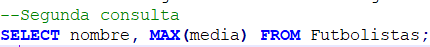 --Segunda consulta
SELECT nombre, MAX(media) FROM Futbolistas;